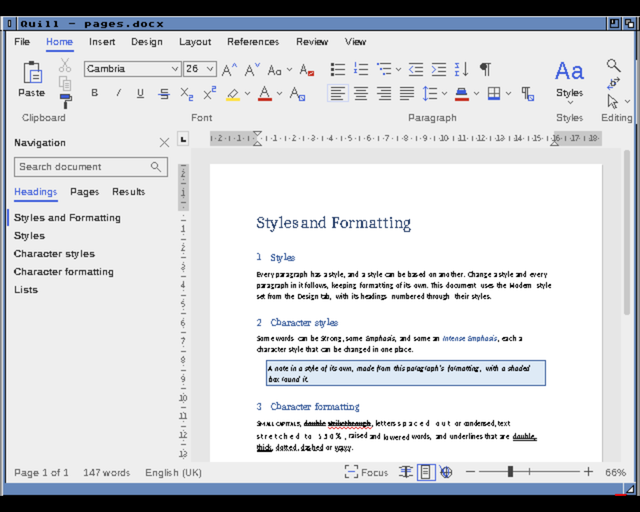 Quill - pages.docx
File Home Insert Design Layout References Review View
Cambria 26
Paste
Aa
Styles
Clipboard Font Paragraph Styles Editing
Navigation
Search document
Headings Pages Results
Styles and Formatting
Styles
Character styles
Character formatting
Lists
Styles and Formatting
1 Styles
Every paragraph has a style, and a style can be based on another. Change a style and every
paragraph in it follows, keeping formatting of its own. This document uses the Modern style
set from the Design tab, with its headings numbered through their styles.
2 Character styles
Some words can be Strong, some Emphasis, and some an Intense Emphasis, each a
character style that can be changed in one place.
A note in a style of its own, made from this paragraph's formatting, with a shaded
box round it.
3 Character formatting
SMALL CAPITALS, double strikethrough, letters spaced out or condensed, text
stretched to 130%, raised and lowered words, and underlines that are double,
thick, dotted, dashed or wavy.
Page 1 of 1 147 words English (UK) Focus 66%